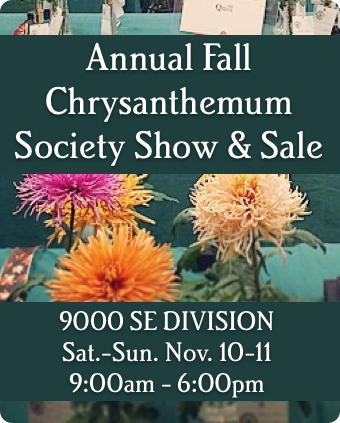 Annual Fall
Chrysanthemum
Society Show & Sale
9000 SE DIVISION
Sat.-Sun. Nov. 10-11
9:00am - 6:00pm